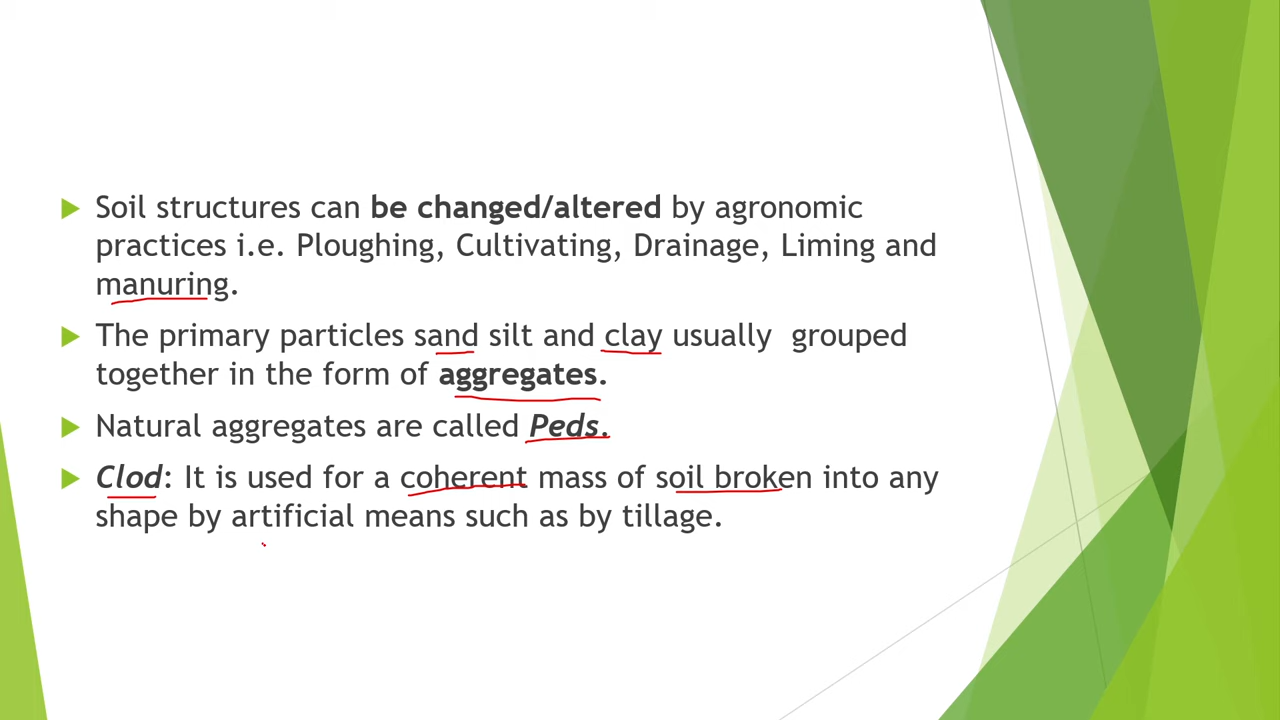 Soil structures can be changed/altered by agronomic
practices i.e. Ploughing, Cultivating, Drainage, Liming and
manuring.
The primary particles sand silt and clay usually grouped
together in the form of aggregates.
Natural aggregates are called Peds.
Clod: It is used for a coherent mass of soil broken into any
shape by artificial means such as by tillage.